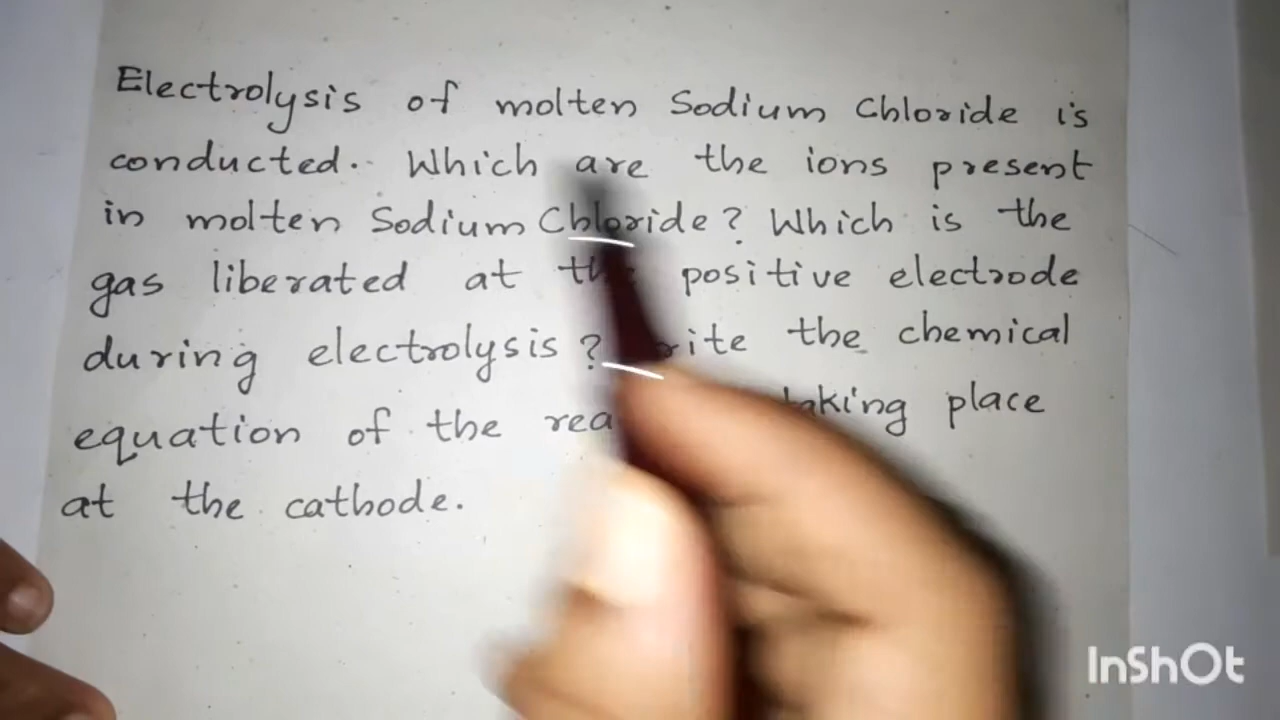 Electrolysis of molten Sodium Chloride is
conducted. Which are the ions present
in molten Sodium Chloride? Which is the
gas liberated at the positive electrode
during electrolysis? the chemical
equation of the place
at the cathode.
InShOt